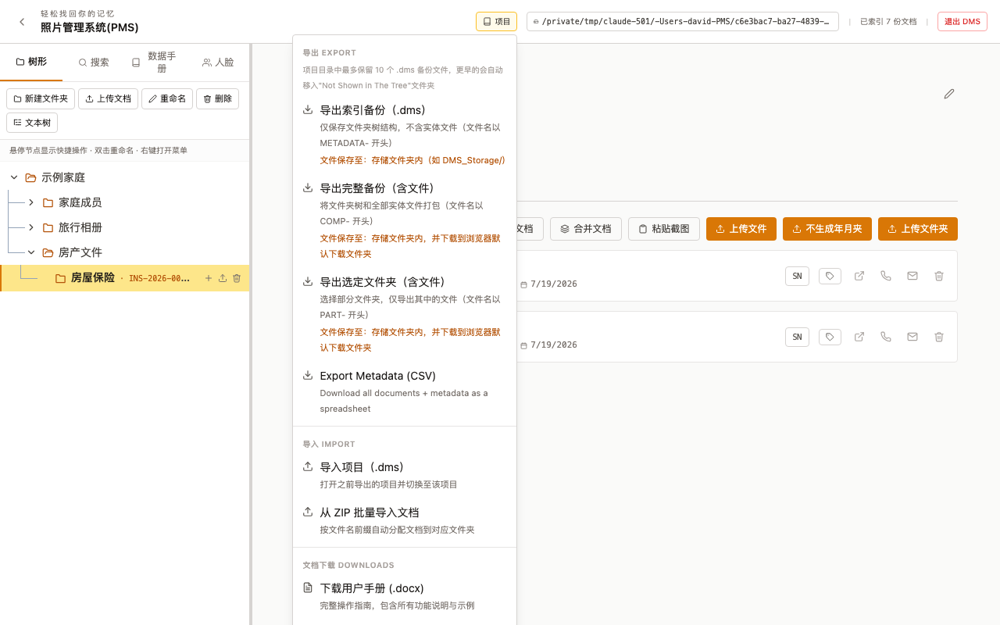 轻松找回你的记忆
照片管理系统(PMS)
项目
/private/tmp/claude-501/-Users-david-PMS/c6e3bac7-ba27-4839-…
已索引 7 份文档
退出 DMS
树形
搜索
数据手册
人脸
新建文件夹
上传文档
重命名
删除
文本树
悬停节点显示快捷操作 · 双击重命名 · 右键打开菜单
示例家庭
家庭成员
旅行相册
房产文件
房屋保险 · INS-2026-00…
导出 EXPORT
项目目录中最多保留 10 个 .dms 备份文件，更早的会自动
移入"Not Shown in The Tree"文件夹
导出索引备份（.dms)
仅保存文件夹树结构，不含实体文件（文件名以
METADATA- 开头）
文件保存至：存储文件夹内（如 DMS_Storage/)
导出完整备份（含文件）
将文件夹树和全部实体文件打包（文件名以
COMP- 开头）
文件保存至：存储文件夹内，并下载到浏览器默
认下载文件夹
导出选定文件夹（含文件）
选择部分文件夹，仅导出其中的文件（文件名以
PART- 开头）
文件保存至：存储文件夹内，并下载到浏览器默
认下载文件夹
Export Metadata (CSV)
Download all documents + metadata as a
spreadsheet
导入 IMPORT
导入项目（.dms)
打开之前导出的项目并切换至该项目
从 ZIP 批量导入文档
按文件名前缀自动分配文档到对应文件夹
文档下载 DOWNLOADS
下载用户手册 (.docx)
完整操作指南，包含所有功能说明与示例
文档
合并文档
粘贴截图
上传文件
不生成年月夹
上传文件夹
7/19/2026
SN
7/19/2026
SN